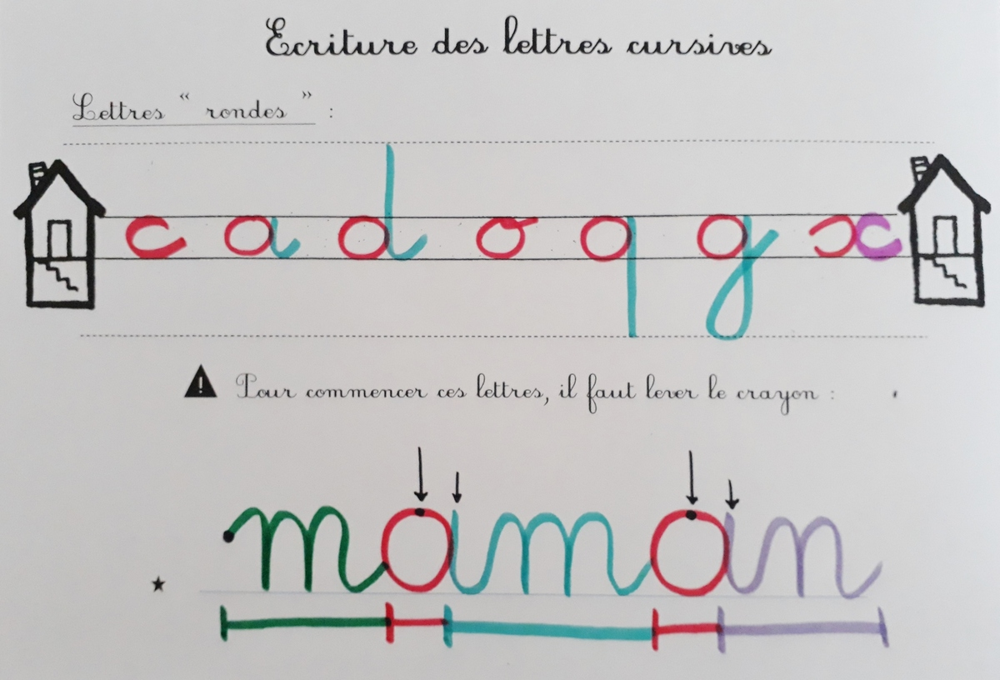 Ecriture des lettres cursives
Lettres “ rondes ” :
c a d o q g x
Pour commencer ces lettres, il faut lever le crayon :
maman